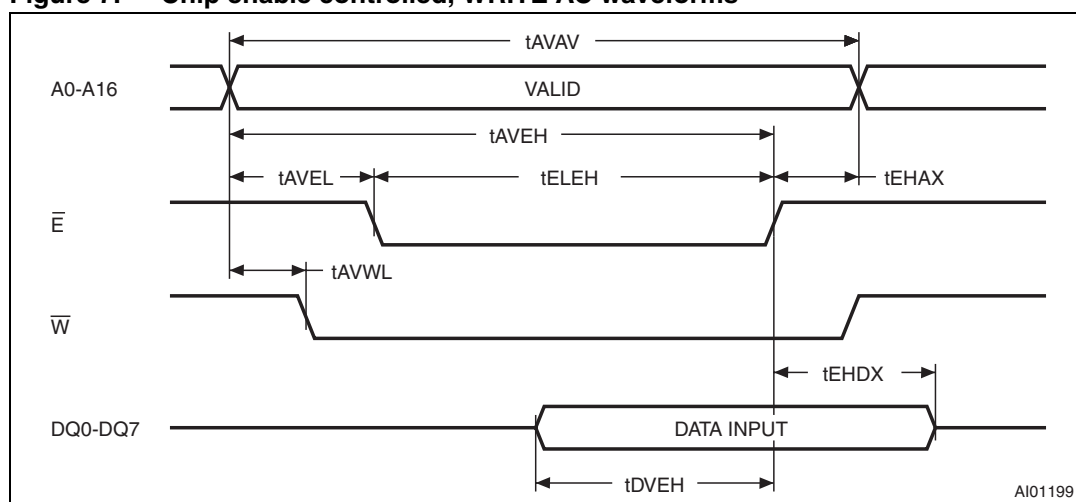 Figure 7. Chip enable controlled, WRITE AC waveforms
tAVAV
A0-A16
VALID
tAVEH
tAVEL
tELEH
tEHAX
E̅
tAVWL
W̅
tEHDX
DQ0-DQ7
DATA INPUT
tDVEH
AI01199